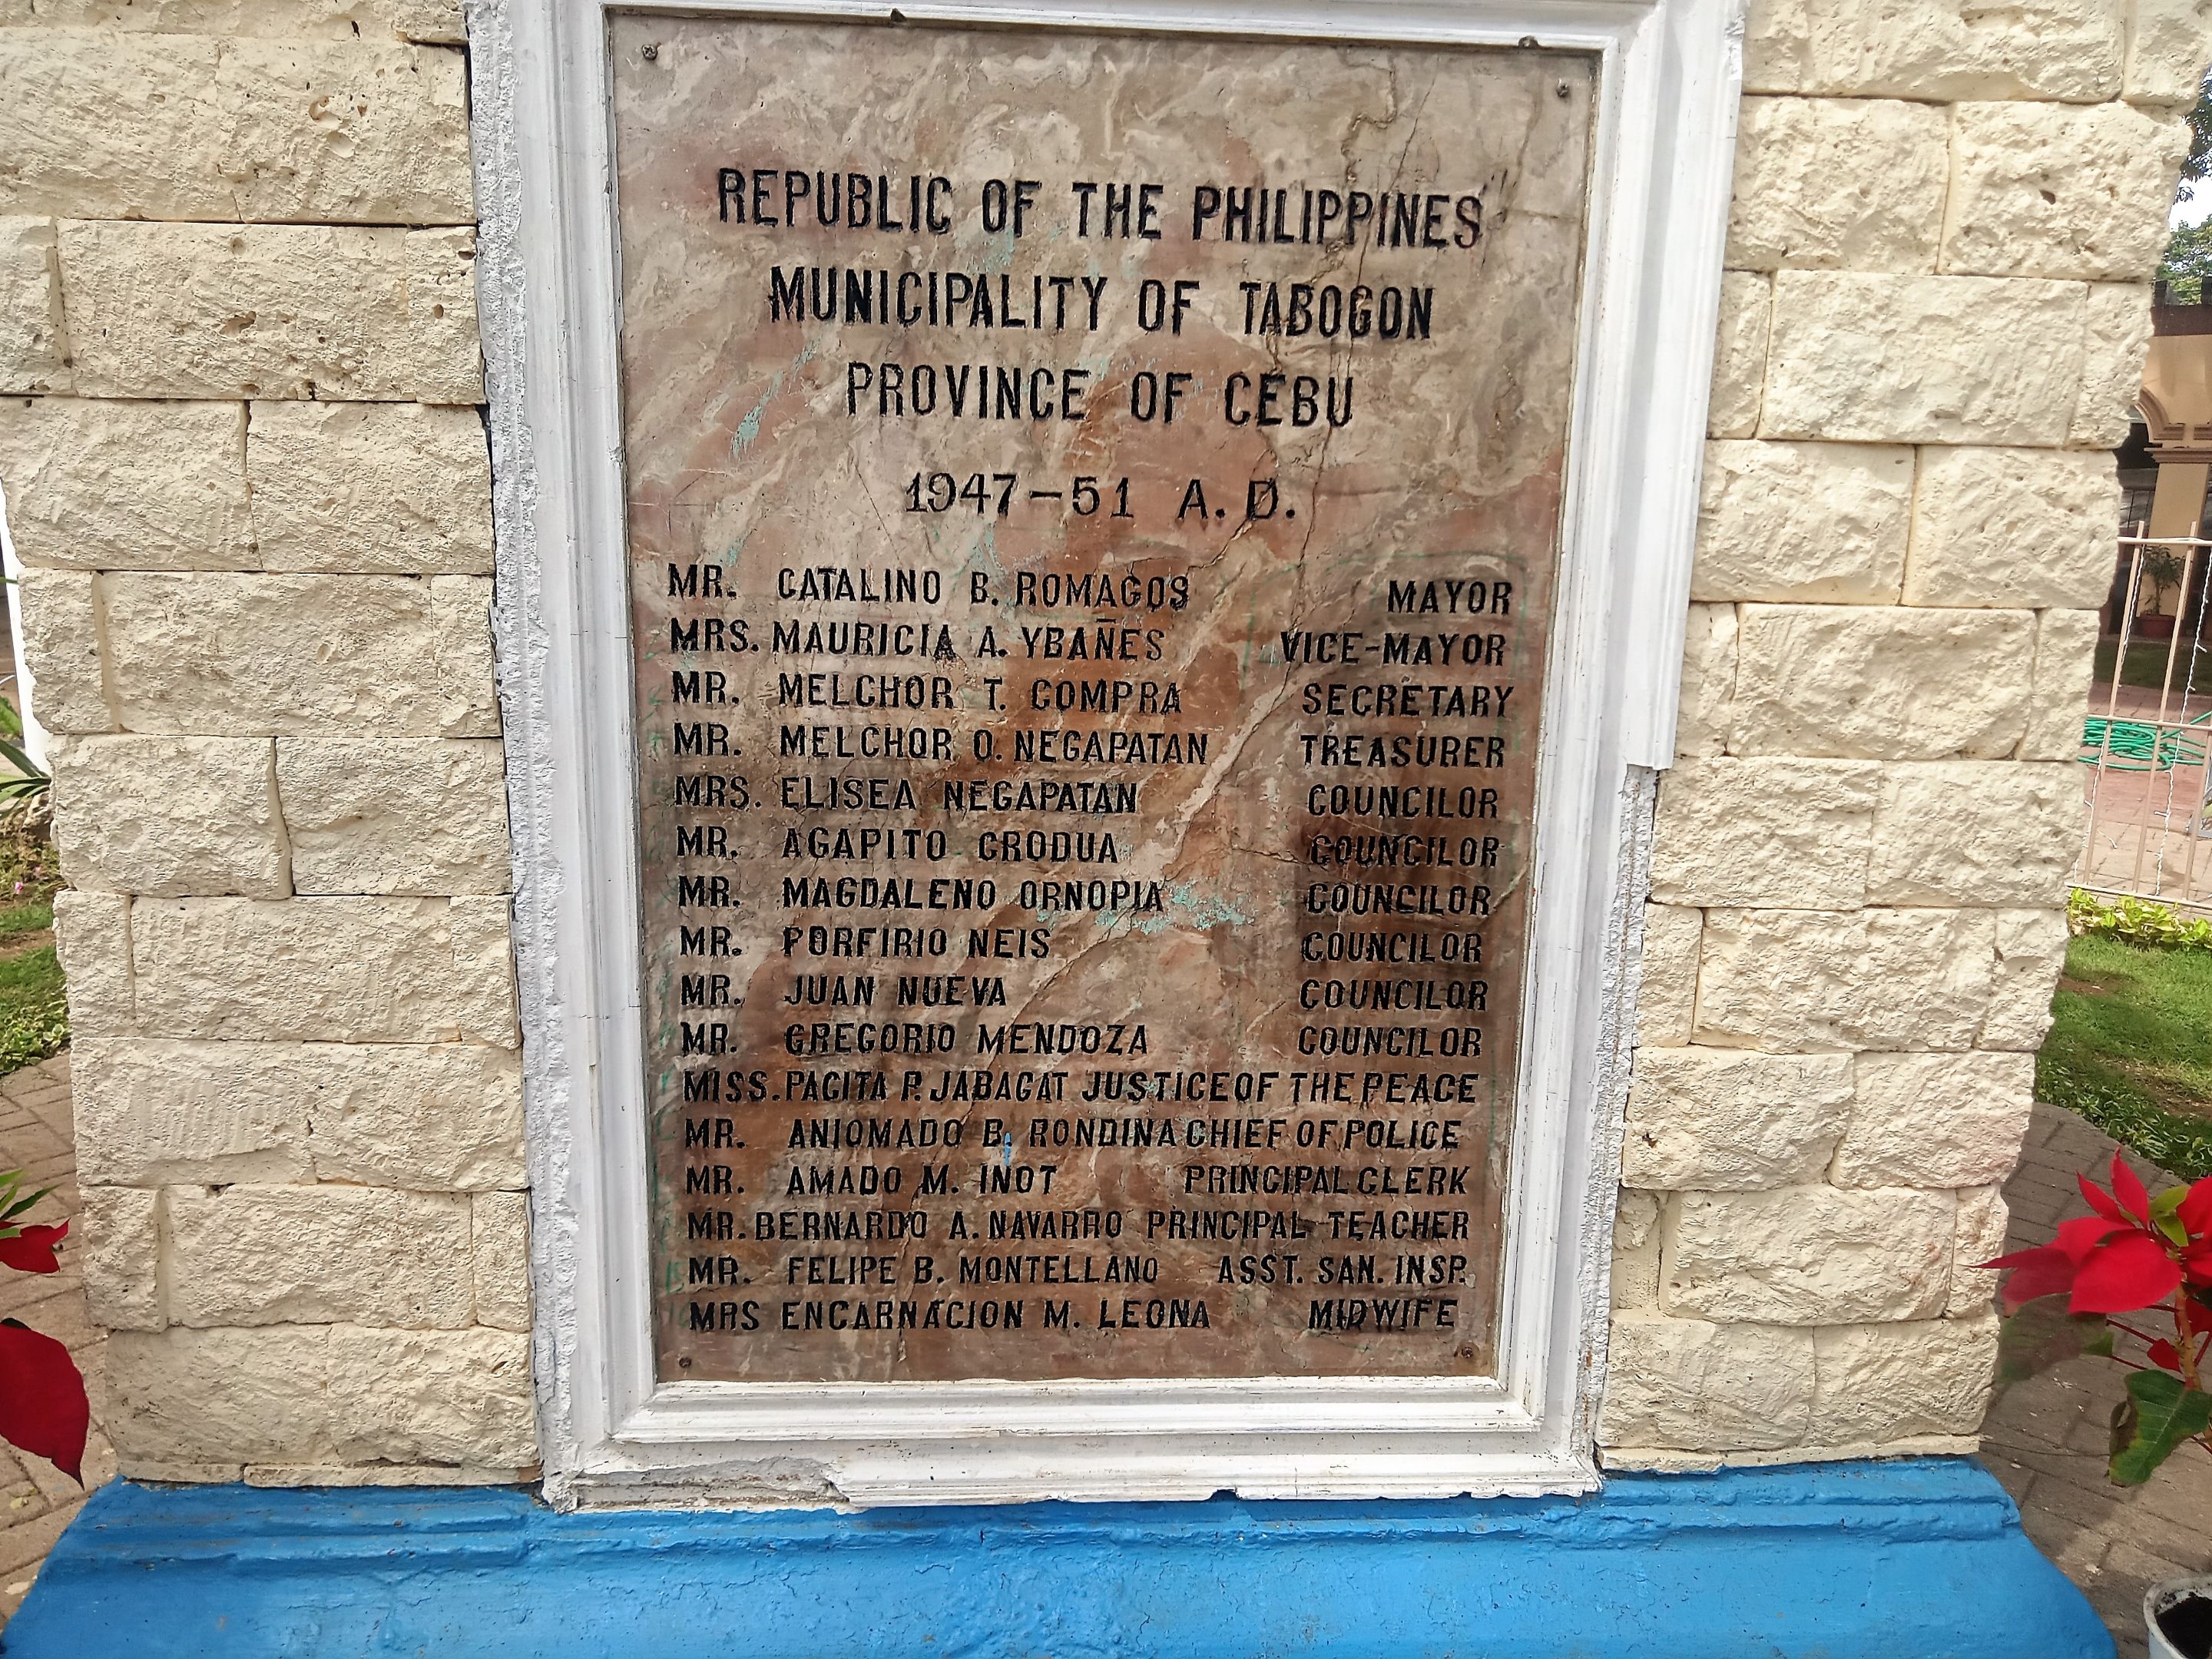 REPUBLIC OF THE PHILIPPINES
MUNICIPALITY OF TABOGON
PROVINCE OF CEBU
1947-51 A.D.
MR. CATALINO B. ROMAGOS MAYOR
MRS. MAURICIA A. YBAÑES VICE-MAYOR
MR. MELCHOR T. COMPRA SECRETARY
MR. MELCHOR O. NEGAPATAN TREASURER
MRS. ELISEA NEGAPATAN COUNCILOR
MR. AGAPITO CRODUA COUNCILOR
MR. MAGDALENO ORNOPIA COUNCILOR
MR. PORFIRIO NEIS COUNCILOR
MR. JUAN NUEVA COUNCILOR
MR. GREGORIO MENDOZA COUNCILOR
MISS. PACITA P. JABAGAT JUSTICE OF THE PEACE
MR. ANIOMADO B. RONDINA CHIEF OF POLICE
MR. AMADO M. INOT PRINCIPAL CLERK
MR. BERNARDO A. NAVARRO PRINCIPAL TEACHER
MR. FELIPE B. MONTELLANO ASST. SAN. INSP.
MRS ENCARNACION M. LEONA MIDWIFE